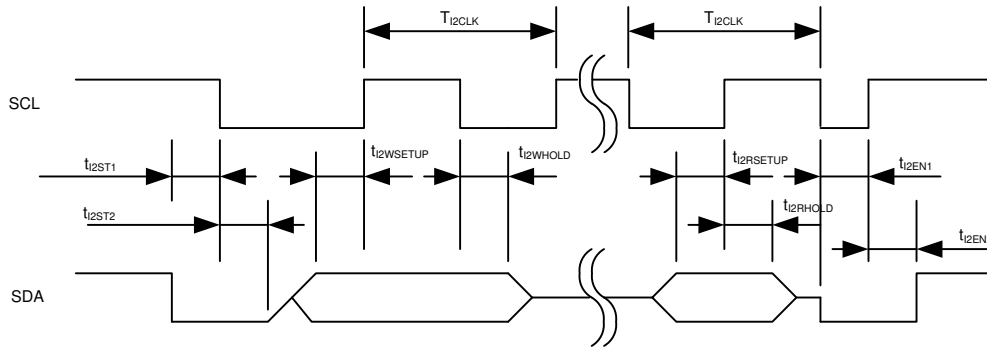 TI2CLK TI2CLK
SCL
tI2ST1 tI2WSETUP tI2WHOLD tI2RSETUP tI2EN1
tI2ST2 tI2RHOLD
tI2EN
SDA